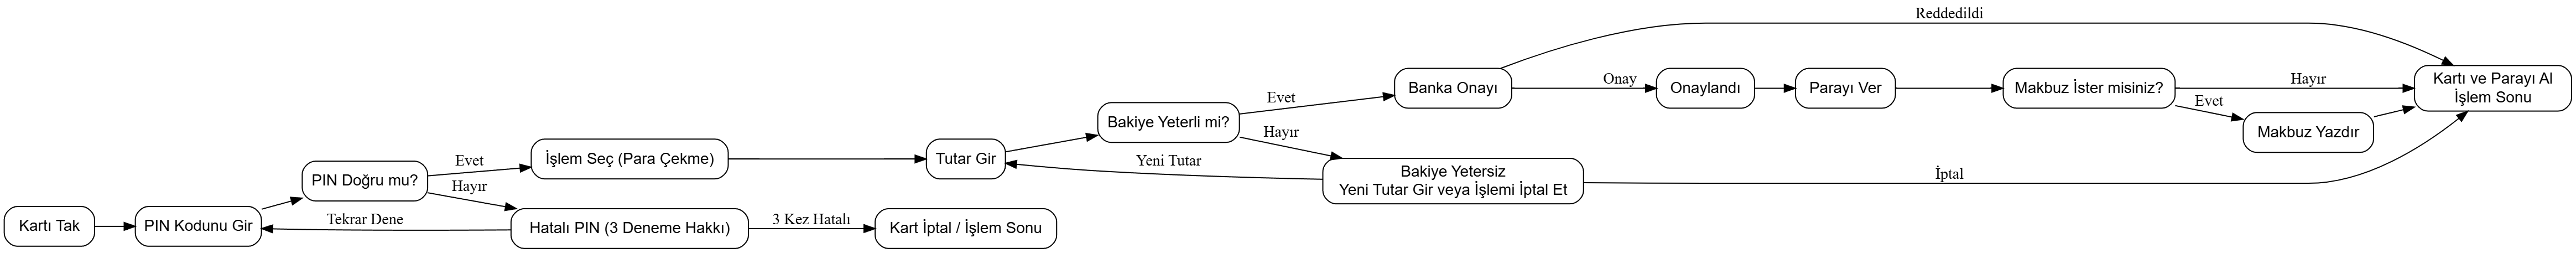 Kartı Tak
PIN Kodunu Gir
PIN Doğru mu?
Evet
Hayır
Tekrar Dene
İşlem Seç (Para Çekme)
Hatalı PIN (3 Deneme Hakkı)
3 Kez Hatalı
Kart İptal / İşlem Sonu
Tutar Gir
Bakiye Yeterli mi?
Evet
Hayır
Yeni Tutar
Bakiye Yetersiz
Yeni Tutar Gir veya İşlemi İptal Et
İptal
Banka Onayı
Reddedildi
Onay
Onaylandı
Parayı Ver
Makbuz İster misiniz?
Hayır
Evet
Makbuz Yazdır
Kartı ve Parayı Al
İşlem Sonu